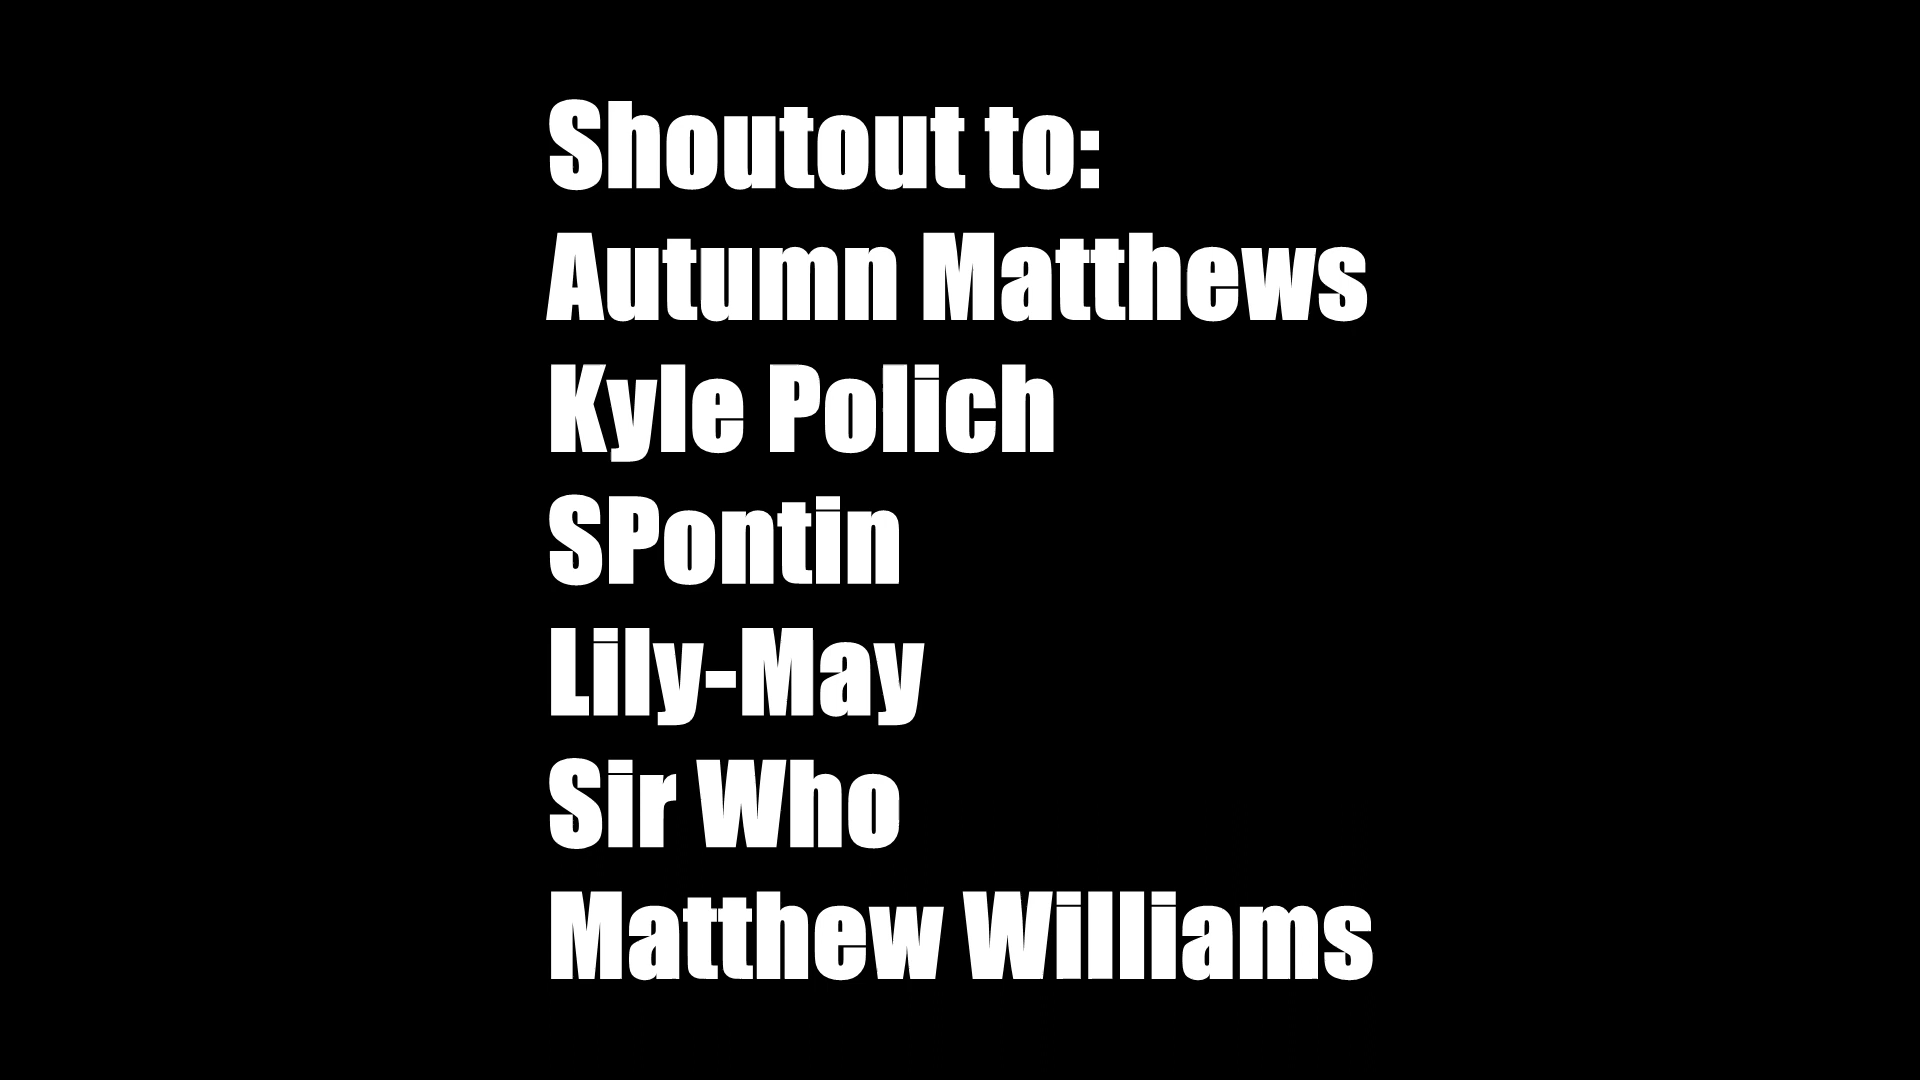 Shoutout to:
Autumn Matthews
Kyle Polich
SPontin
Lily-May
Sir Who
Matthew Williams